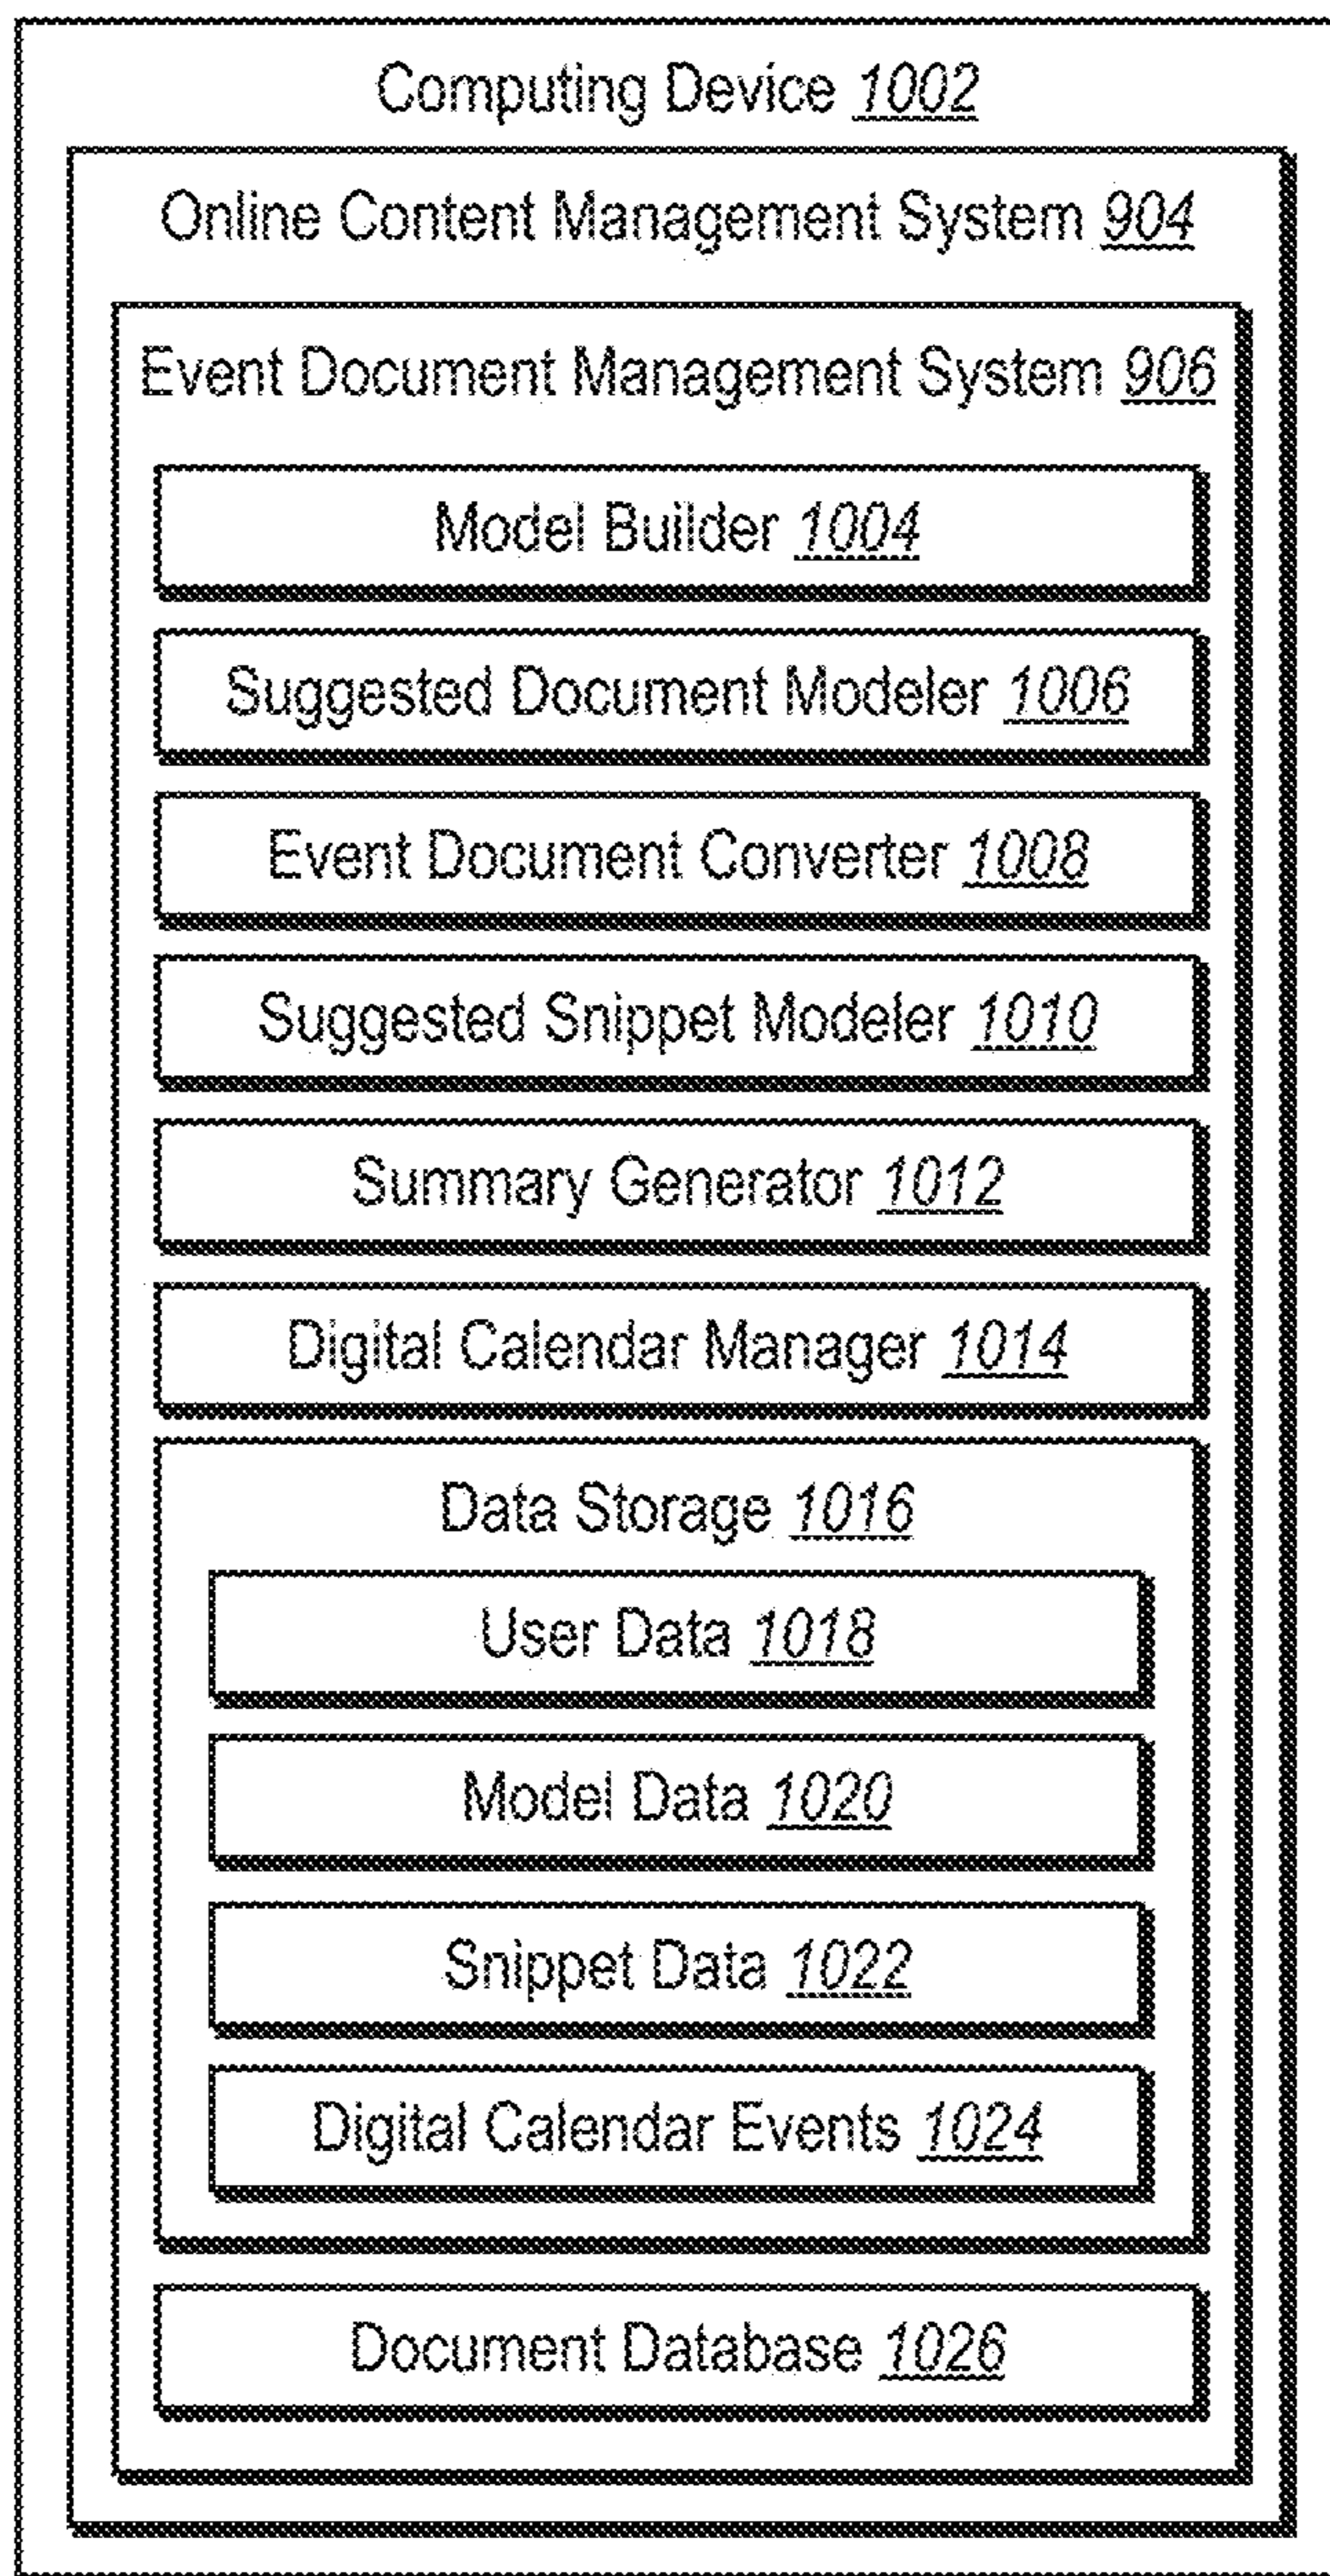 Computing Device 1002
Online Content Management System 904
Event Document Management System 906
Model Builder 1004
Suggested Document Modeler 1006
Event Document Converter 1008
Suggested Snippet Modeler 1010
Summary Generator 1012
Digital Calendar Manager 1014
Data Storage 1016
User Data 1018
Model Data 1020
Snippet Data 1022
Digital Calendar Events 1024
Document Database 1026